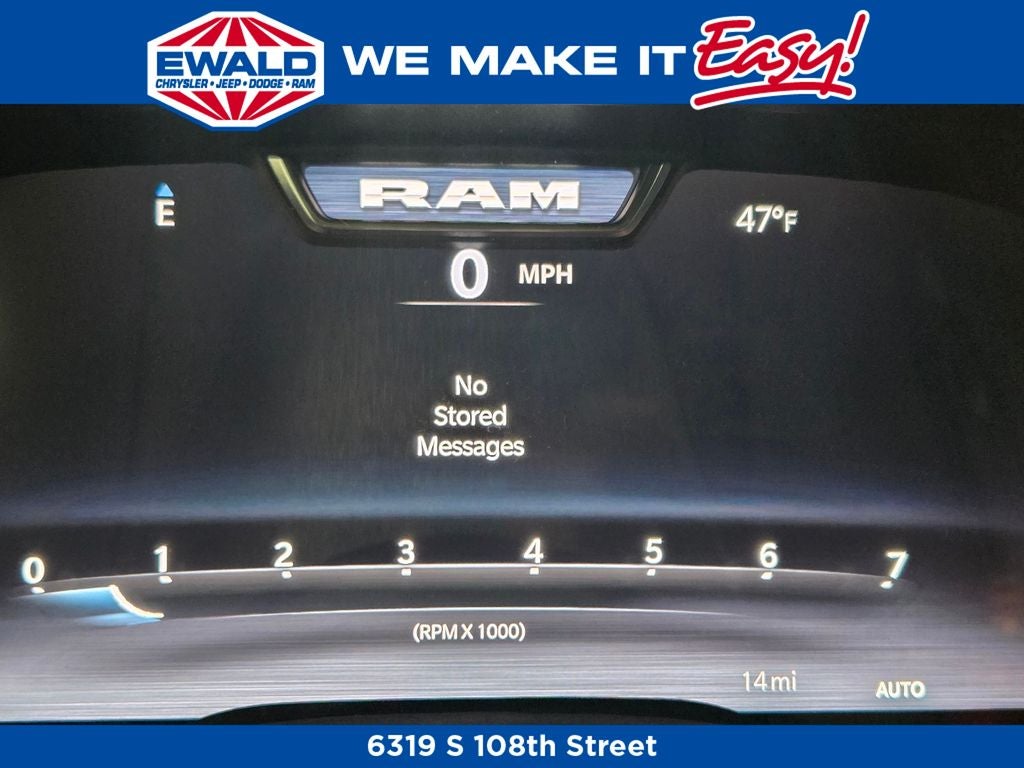 EWALD
CHRYSLER • JEEP • DODGE • RAM
WE MAKE IT Easy!
RAM
E
47°F
0 MPH
No
Stored
Messages
0 1 2 3 4 5 6 7
(RPM X 1000)
14mi
AUTO
6319 S 108th Street